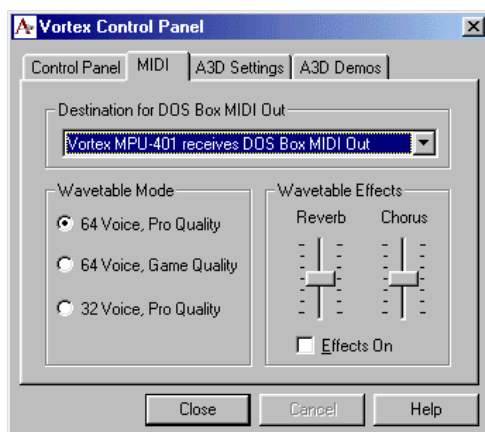 Vortex Control Panel
Control Panel MIDI A3D Settings A3D Demos
Destination for DOS Box MIDI Out
Vortex MPU-401 receives DOS Box MIDI Out
Wavetable Mode
64 Voice, Pro Quality
64 Voice, Game Quality
32 Voice, Pro Quality
Wavetable Effects
Reverb Chorus
Effects On
Close Cancel Help